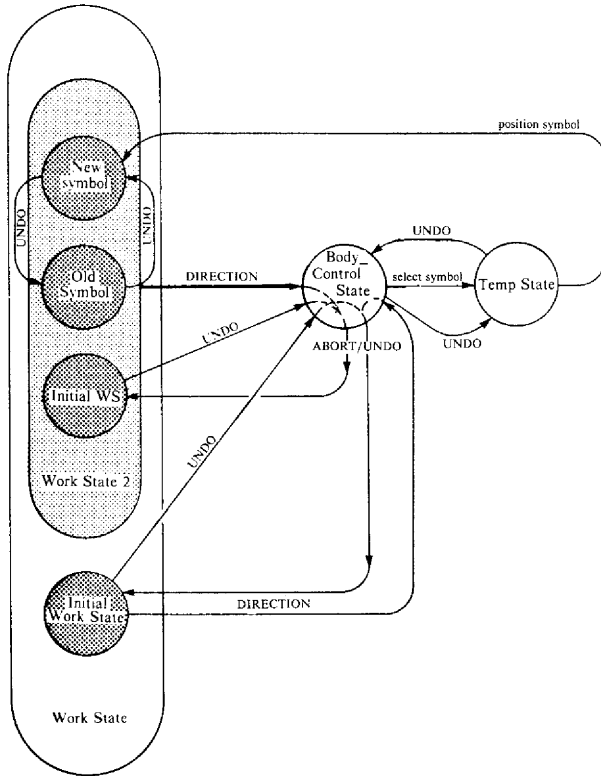 position symbol
New
symbol
UNDO
UNDO
UNDO
Old
Symbol
DIRECTION
Body_
Control
State
select symbol
Temp State
UNDO
UNDO
ABORT/UNDO
Initial WS
UNDO
Work State 2
Initial
Work State
DIRECTION
Work State